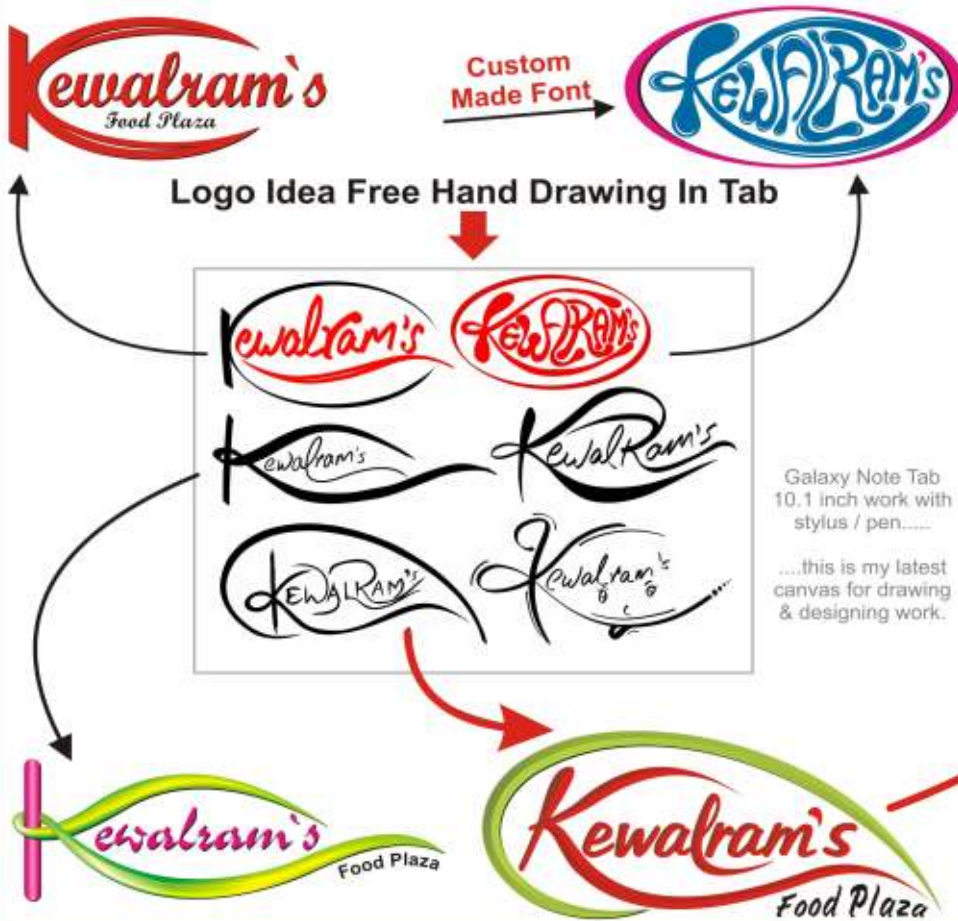 Kewalram`s
Food Plaza
Custom
Made Font
KEWALRAM's
Logo Idea Free Hand Drawing In Tab
Kewalram's
KEWALRAM's
Kewalram's
KewalRam's
KEWALRAM's
Kewalram's
Galaxy Note Tab
10.1 inch work with
stylus / pen.....
....this is my latest
canvas for drawing
& designing work.
Kewalram`s
Food Plaza
Kewalram's
Food Plaza